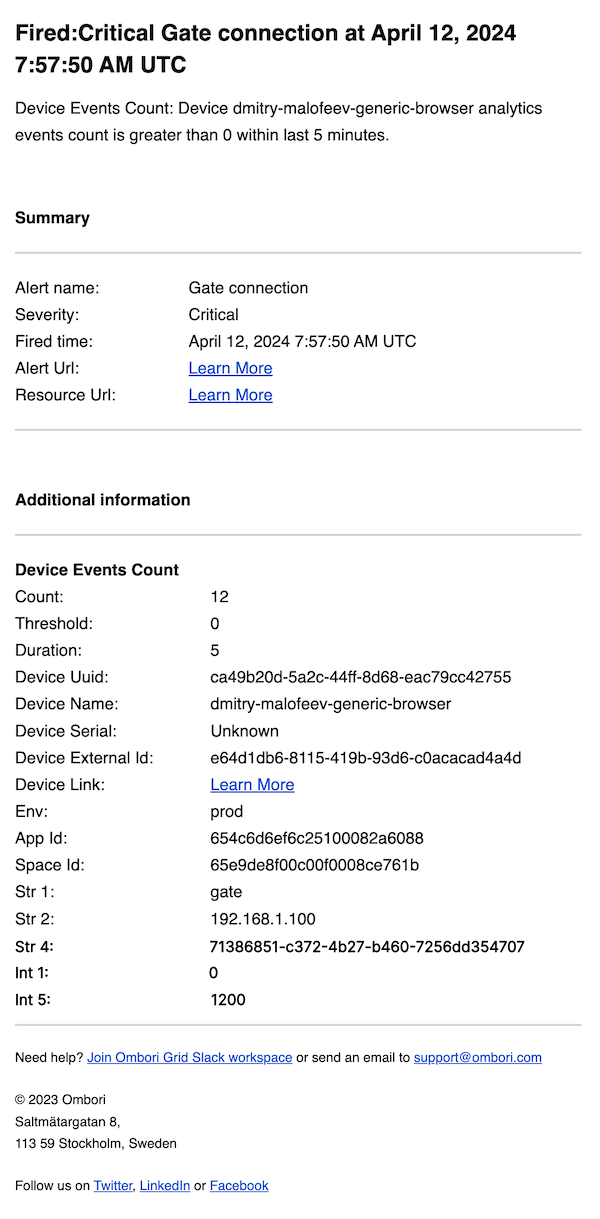 Fired:Critical Gate connection at April 12, 2024
7:57:50 AM UTC
Device Events Count: Device dmitry-malofeev-generic-browser analytics
events count is greater than 0 within last 5 minutes.
Summary
Alert name: Gate connection
Severity: Critical
Fired time: April 12, 2024 7:57:50 AM UTC
Alert Url: Learn More
Resource Url: Learn More
Additional information
Device Events Count
Count: 12
Threshold: 0
Duration: 5
Device Uuid: ca49b20d-5a2c-44ff-8d68-eac79cc42755
Device Name: dmitry-malofeev-generic-browser
Device Serial: Unknown
Device External Id: e64d1db6-8115-419b-93d6-c0acacad4a4d
Device Link: Learn More
Env: prod
App Id: 654c6d6ef6c25100082a6088
Space Id: 65e9de8f00c00f0008ce761b
Str 1: gate
Str 2: 192.168.1.100
Str 4: 71386851-c372-4b27-b460-7256dd354707
Int 1: 0
Int 5: 1200
Need help? Join Ombori Grid Slack workspace or send an email to support@ombori.com
© 2023 Ombori
Saltmätargatan 8,
113 59 Stockholm, Sweden
Follow us on Twitter, LinkedIn or Facebook